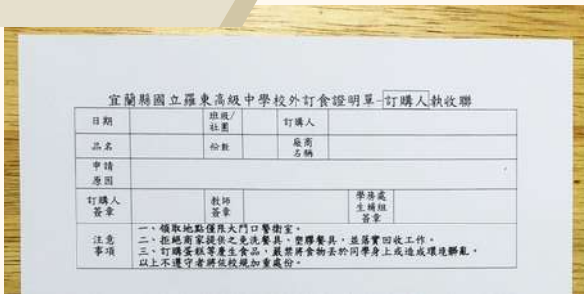 宜蘭縣國立羅東高級中學校外訂食證明單-訂購人執收聯
日期 班級/社團 訂購人
品名 份數 廠商名稱
申請原因
訂購人簽章 教師簽章 學務處生輔組簽章
注意事項
一、領取地點僅限大門口警衛室。
二、拒絕商家提供之免洗餐具、塑膠餐具，並落實回收工作。
三、訂購蛋糕等慶生食品，嚴禁將食物丟於同學身上或造成環境髒亂。
以上不遵守者將依校規加重處份。